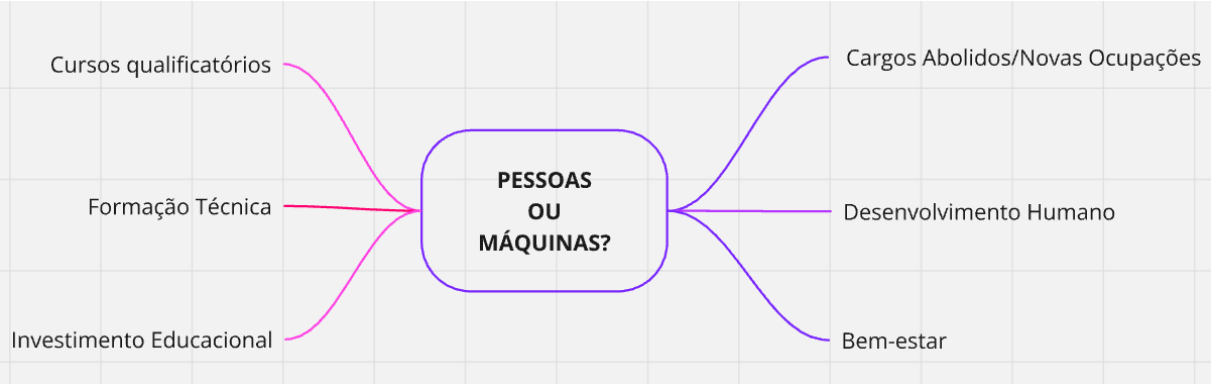 Cursos qualificatórios
Formação Técnica
Investimento Educacional
PESSOAS
OU
MÁQUINAS?
Cargos Abolidos/Novas Ocupações
Desenvolvimento Humano
Bem-estar